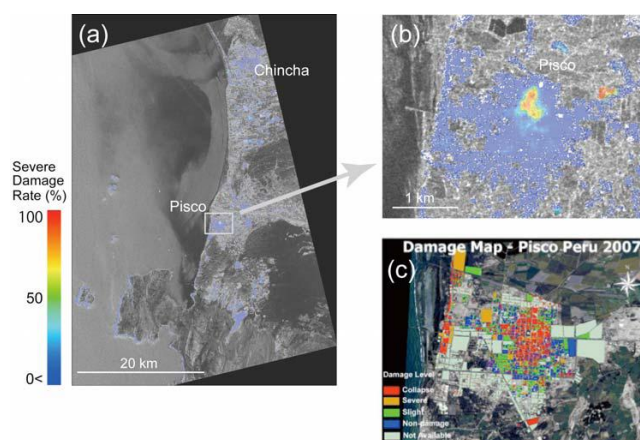 (a)
Chincha
Pisco
20 km
Severe
Damage
Rate (%)
100
50
0<
(b)
Pisco
1 km
Damage Map - Pisco Peru 2007
(c)
Damage Level
Collapse
Severe
Slight
Non-damage
Not Available